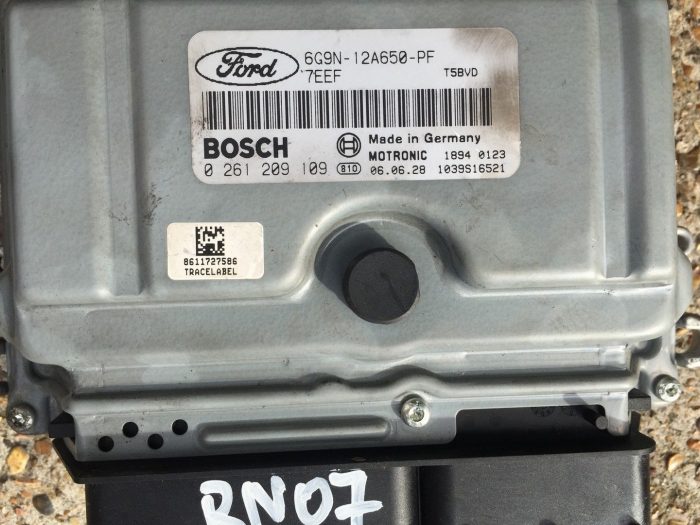 Ford 6G9N-12A650-PF
7EEF T5BVD
BOSCH Made in Germany
MOTRONIC 1894 0123
0 261 209 109 810 06.06.28 1039S16521
8611727586
TRACELABEL
RN07